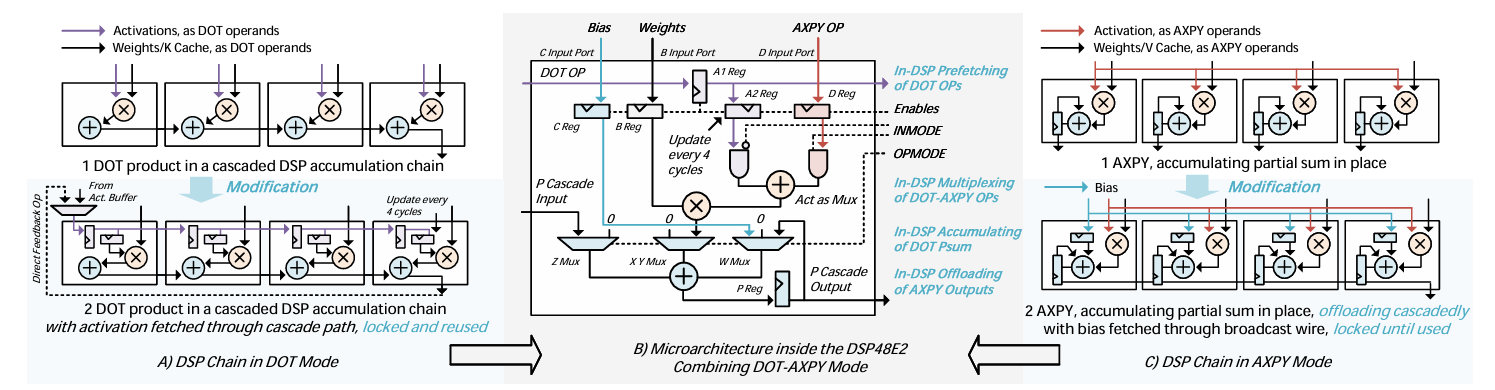 Activations, as DOT operands
Weights/K Cache, as DOT operands
1 DOT product in a cascaded DSP accumulation chain
Modification
From
Act. Buffer
Direct Feedback Op
Update every
4 cycles
2 DOT product in a cascaded DSP accumulation chain
with activation fetched through cascade path, locked and reused
A) DSP Chain in DOT Mode
Bias
Weights
AXPY OP
C Input Port
B Input Port
D Input Port
DOT OP
A1 Reg
In-DSP Prefetching
of DOT OPs
A2 Reg
D Reg
Enables
C Reg
B Reg
INMODE
Update
every 4
cycles
OPMODE
P Cascade
Input
Act as Mux
In-DSP Multiplexing
of DOT-AXPY OPs
0
0
0
In-DSP Accumulating
of DOT Psum
Z Mux
X Y Mux
W Mux
P Cascade
Output
In-DSP Offloading
of AXPY Outputs
P Reg
B) Microarchitecture inside the DSP48E2
Combining DOT-AXPY Mode
Activation, as AXPY operands
Weights/V Cache, as AXPY operands
1 AXPY, accumulating partial sum in place
Bias
Modification
2 AXPY, accumulating partial sum in place, offloading cascadedly
with bias fetched through broadcast wire, locked until used
C) DSP Chain in AXPY Mode